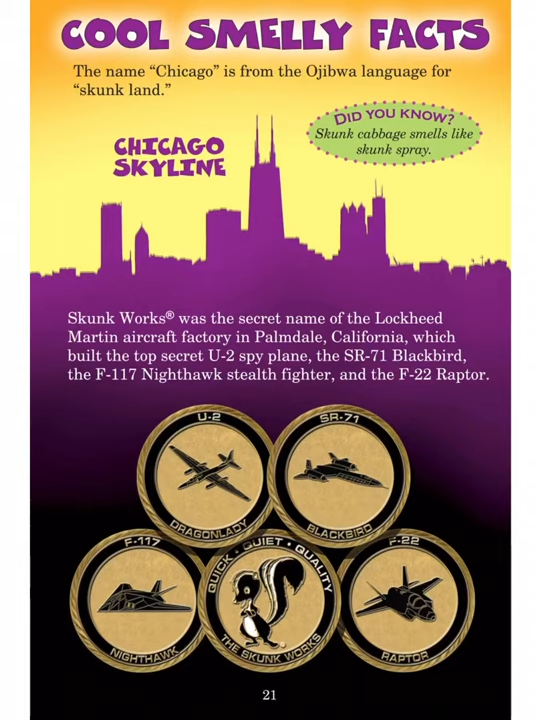 COOL SMELLY FACTS
The name “Chicago” is from the Ojibwa language for
“skunk land.”
DID YOU KNOW?
Skunk cabbage smells like
skunk spray.
CHICAGO
SKYLINE
Skunk Works® was the secret name of the Lockheed
Martin aircraft factory in Palmdale, California, which
built the top secret U-2 spy plane, the SR-71 Blackbird,
the F-117 Nighthawk stealth fighter, and the F-22 Raptor.
U-2
DRAGONLADY
SR-71
BLACKBIRD
F-117
NIGHTHAWK
QUICK • QUIET • QUALITY
THE SKUNK WORKS
F-22
RAPTOR
21